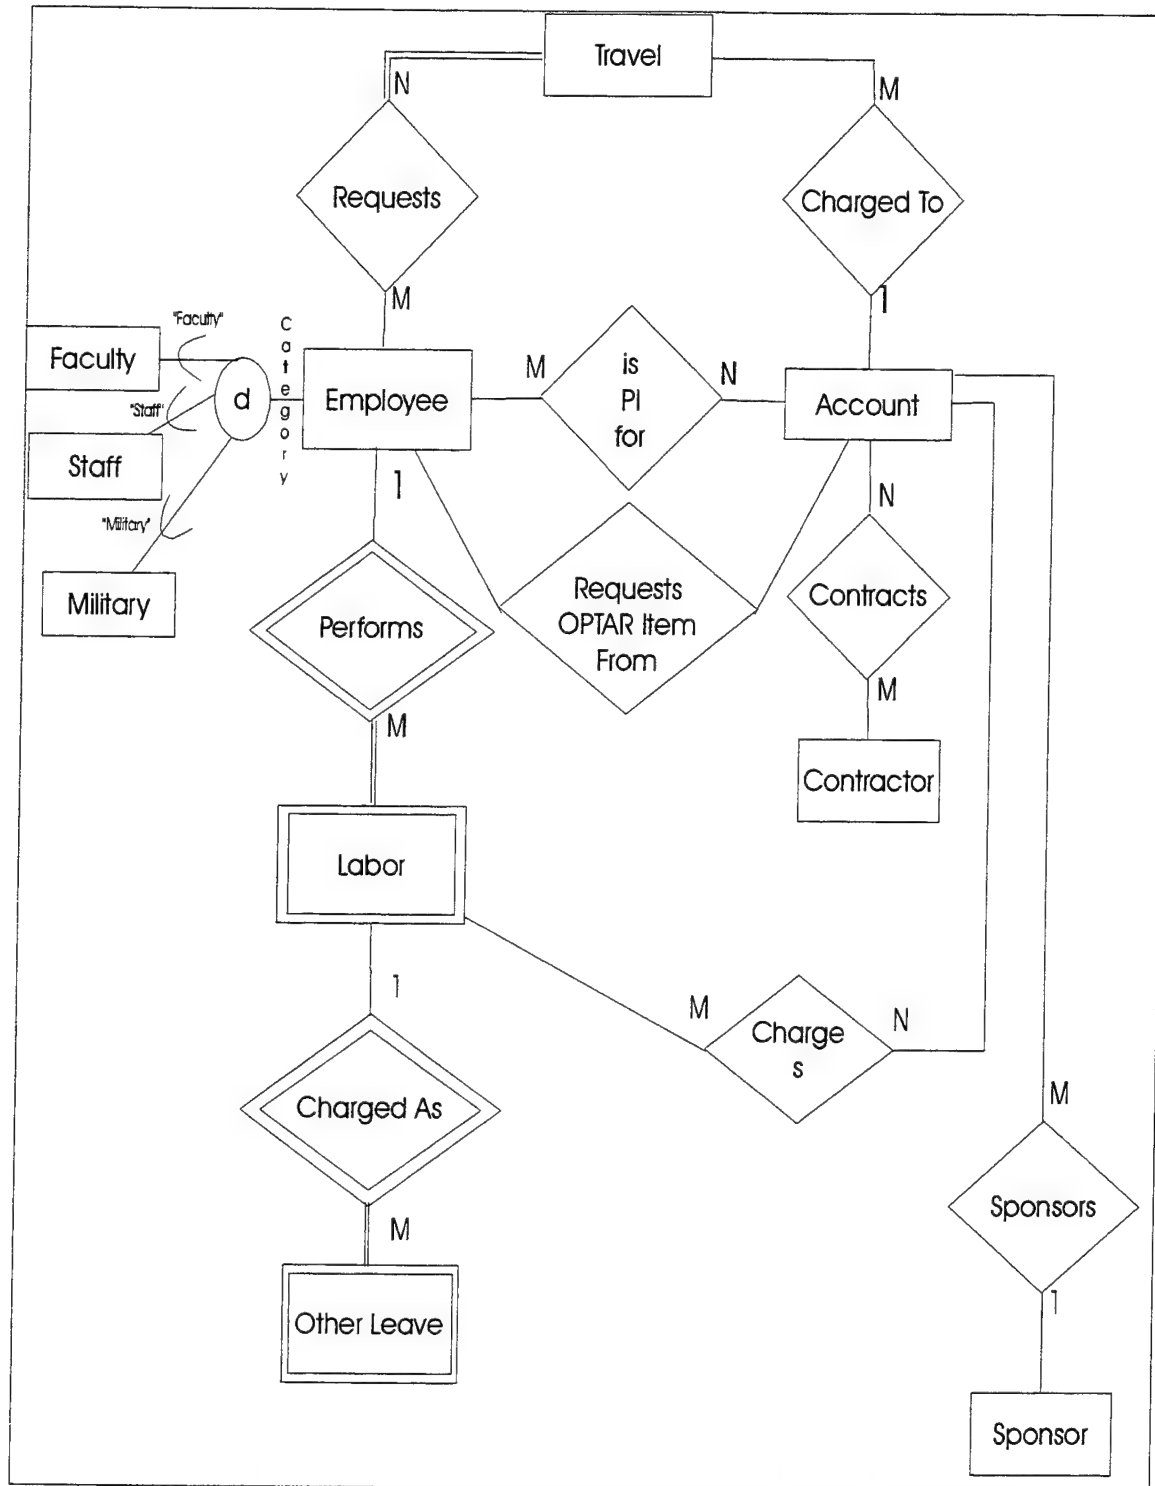 Travel
N
M
Requests
Charged To
M
1
"Faculty"
Category
Faculty
d
Employee
M
is
PI
for
N
Account
"Staff"
Staff
1
N
"Military"
Military
Performs
Requests
OPTAR Item
From
Contracts
M
M
Contractor
Labor
1
M
Charge
s
N
Charged As
M
M
Sponsors
Other Leave
1
Sponsor